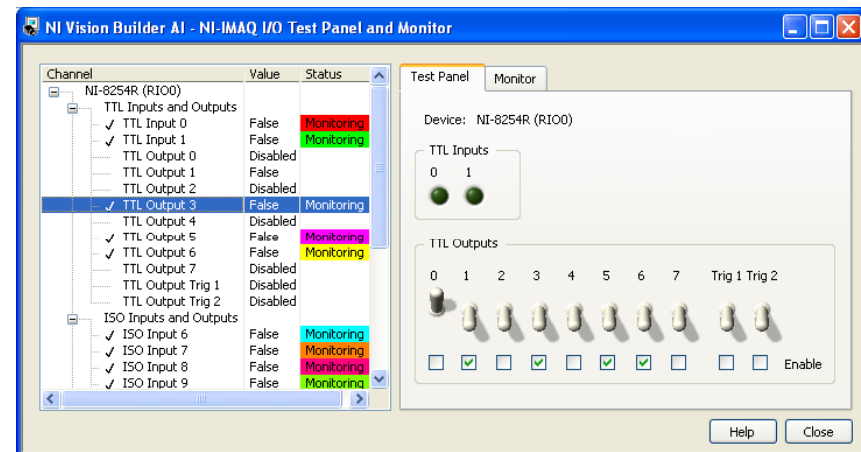 NI Vision Builder AI - NI-IMAQ I/O Test Panel and Monitor
Channel Value Status
NI-8254R (RIO0)
TTL Inputs and Outputs
TTL Input 0 False Monitoring
TTL Input 1 False Monitoring
TTL Output 0 Disabled
TTL Output 1 False
TTL Output 2 Disabled
TTL Output 3 False Monitoring
TTL Output 4 Disabled
TTL Output 5 False Monitoring
TTL Output 6 False Monitoring
TTL Output 7 Disabled
TTL Output Trig 1 Disabled
TTL Output Trig 2 Disabled
ISO Inputs and Outputs
ISO Input 6 False Monitoring
ISO Input 7 False Monitoring
ISO Input 8 False Monitoring
ISO Input 9 False Monitoring
Test Panel Monitor
Device: NI-8254R (RIO0)
TTL Inputs
0 1
TTL Outputs
0 1 2 3 4 5 6 7 Trig 1 Trig 2
Enable
Help Close